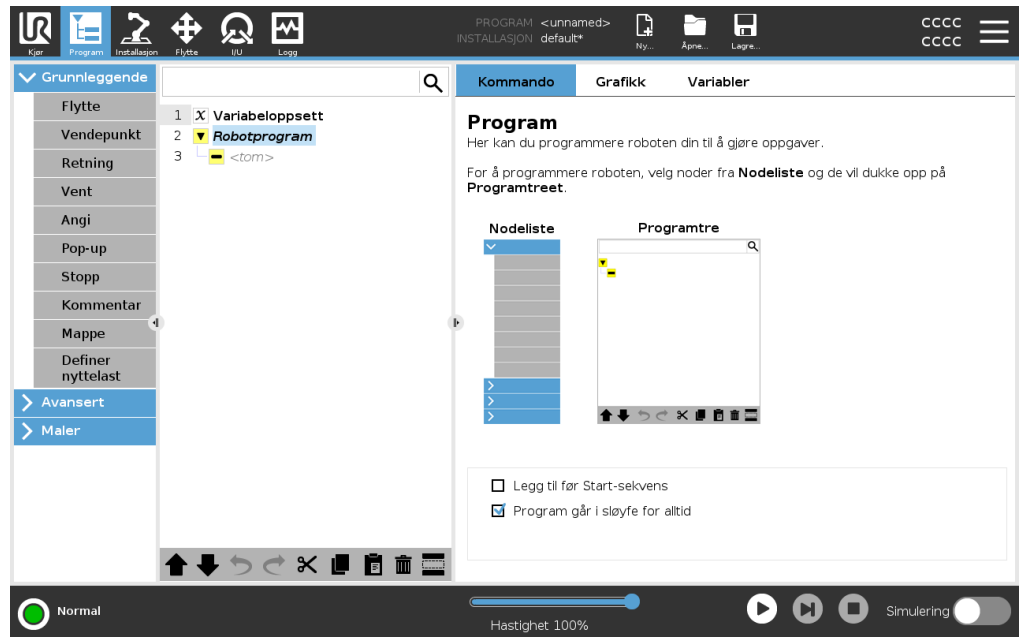 PROGRAM <unnamed>
INSTALLASJON default*
CCCC
CCCC
Kjør
Program
Installasjon
Flytte
I/U
Logg
Ny...
Åpne...
Lagre...
Grunnleggende
Flytte
Vendepunkt
Retning
Vent
Angi
Pop-up
Stopp
Kommentar
Mappe
Definer
nyttelast
Avansert
Maler
1 X Variabeloppsett
2 Robotprogram
3 <tom>
Kommando
Grafikk
Variabler
Program
Her kan du programmere roboten din til å gjøre oppgaver.
For å programmere roboten, velg noder fra Nodeliste og de vil dukke opp på
Programtreet.
Nodeliste
Programtre
Legg til før Start-sekvens
Program går i sløyfe for alltid
Normal
Hastighet 100%
Simulering